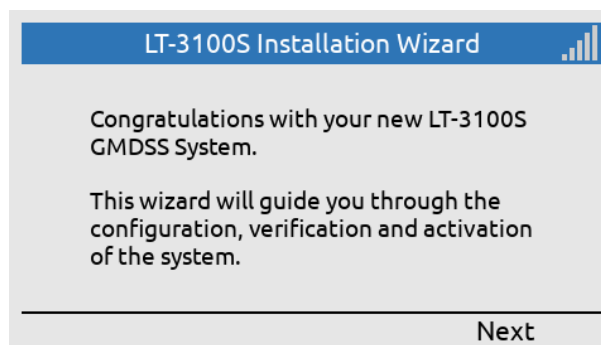 LT-3100S Installation Wizard
Congratulations with your new LT-3100S
GMDSS System.
This wizard will guide you through the
configuration, verification and activation
of the system.
Next